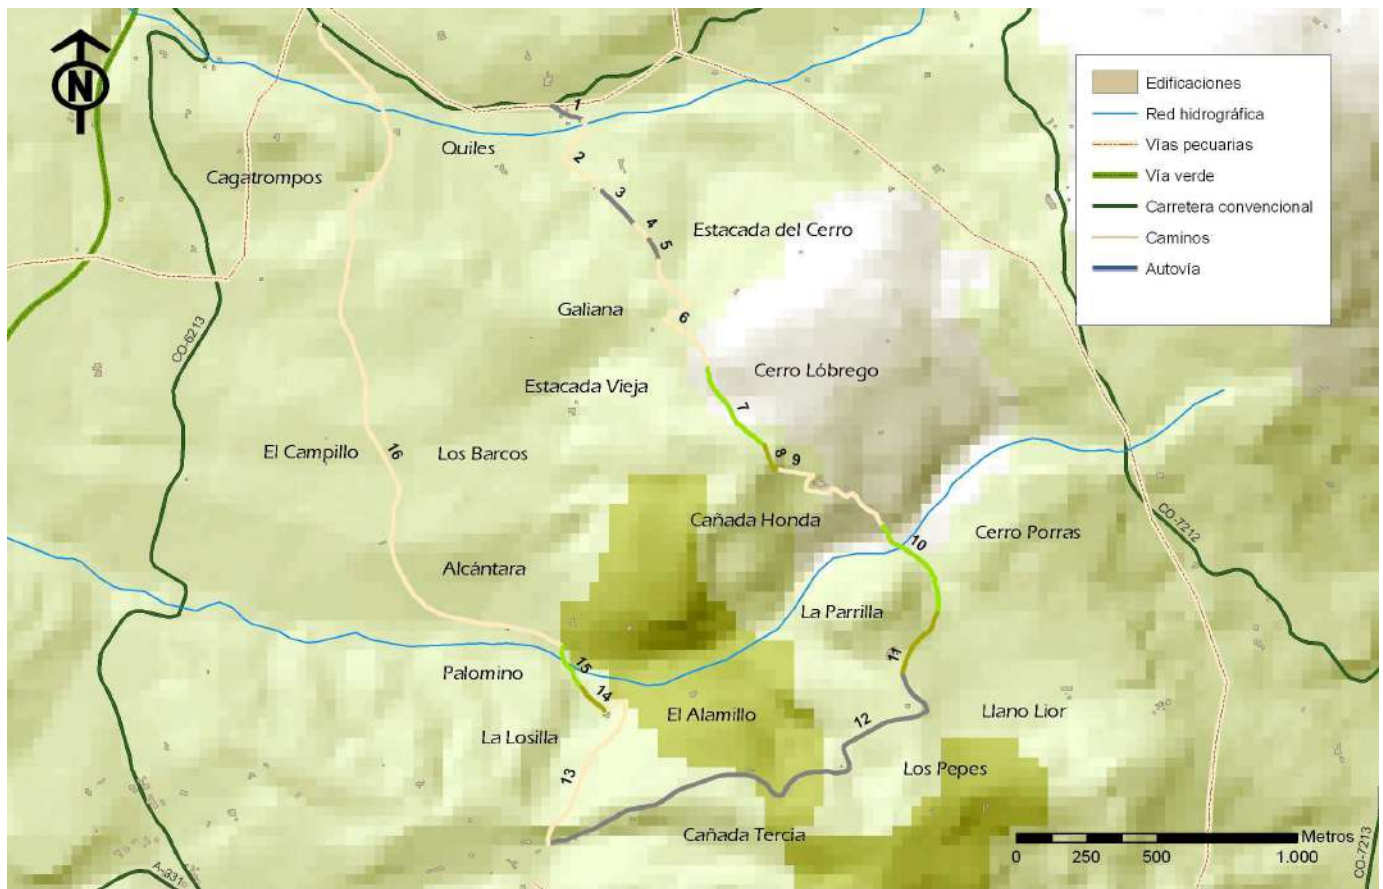 N
Edificaciones
Red hidrográfica
Vías pecuarias
Vía verde
Carretera convencional
Caminos
Autovía
1
Quiles
2
Cagatrompos
3
4
5
Estacada del Cerro
Galiana
6
CO-6213
Cerro Lóbrego
Estacada Vieja
7
El Campillo
16
Los Barcos
8
9
Cañada Honda
10
Cerro Porras
CO-7212
Alcántara
La Parrilla
11
Palomino
15
14
El Alamillo
12
Llano Lior
La Losilla
13
Los Pepes
Cañada Tercia
Metros
0 250 500 1.000
A-331
CO-7213